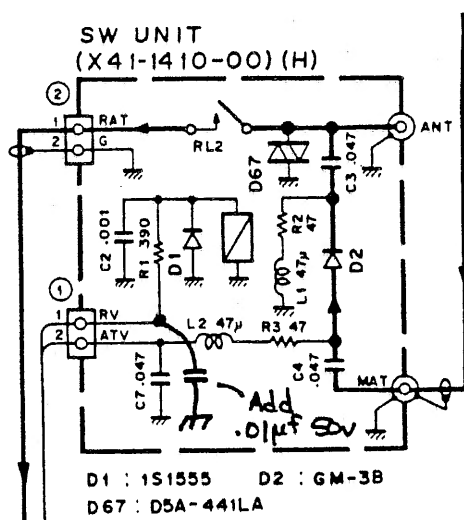 SW UNIT
(X41-1410-00)(H)
2
1 RAT
2 G
RL2
ANT
D67
C3 .047
C2 .001
R1 390
D1
R2 47
L1 47μ
D2
1
1 RV
2 ATV
L2 47μ
R3 47
C7 .047
C4 .047
MAT
Add
.01μf 50v
D1 : 1S1555 D2 : GM-3B
D67 : D5A-441LA